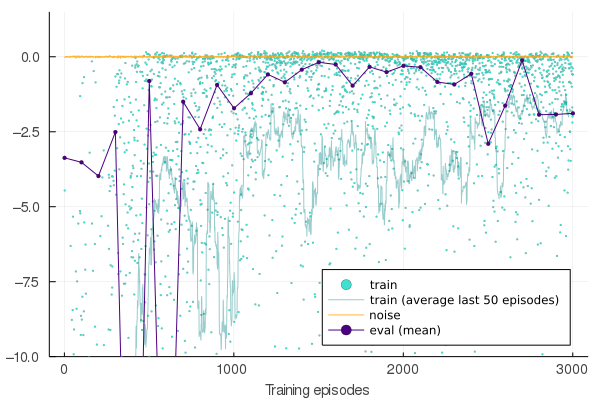 0.0
−2.5
−5.0
−7.5
−10.0
0
1000
2000
3000
Training episodes
train
train (average last 50 episodes)
noise
eval (mean)